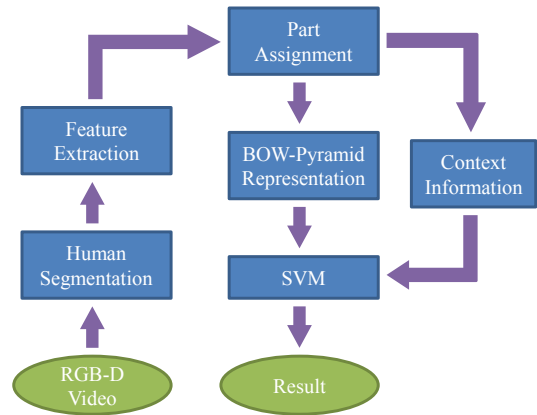 Part
Assignment
Feature
Extraction
BOW-Pyramid
Representation
Context
Information
Human
Segmentation
SVM
RGB-D
Video
Result